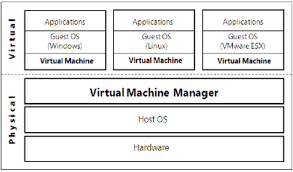 Virtual
Applications
Guest OS
(Windows)
Virtual Machine
Applications
Guest OS
(Linux)
Virtual Machine
Applications
Guest OS
(VMware ESX)
Virtual Machine
Physical
Virtual Machine Manager
Host OS
Hardware